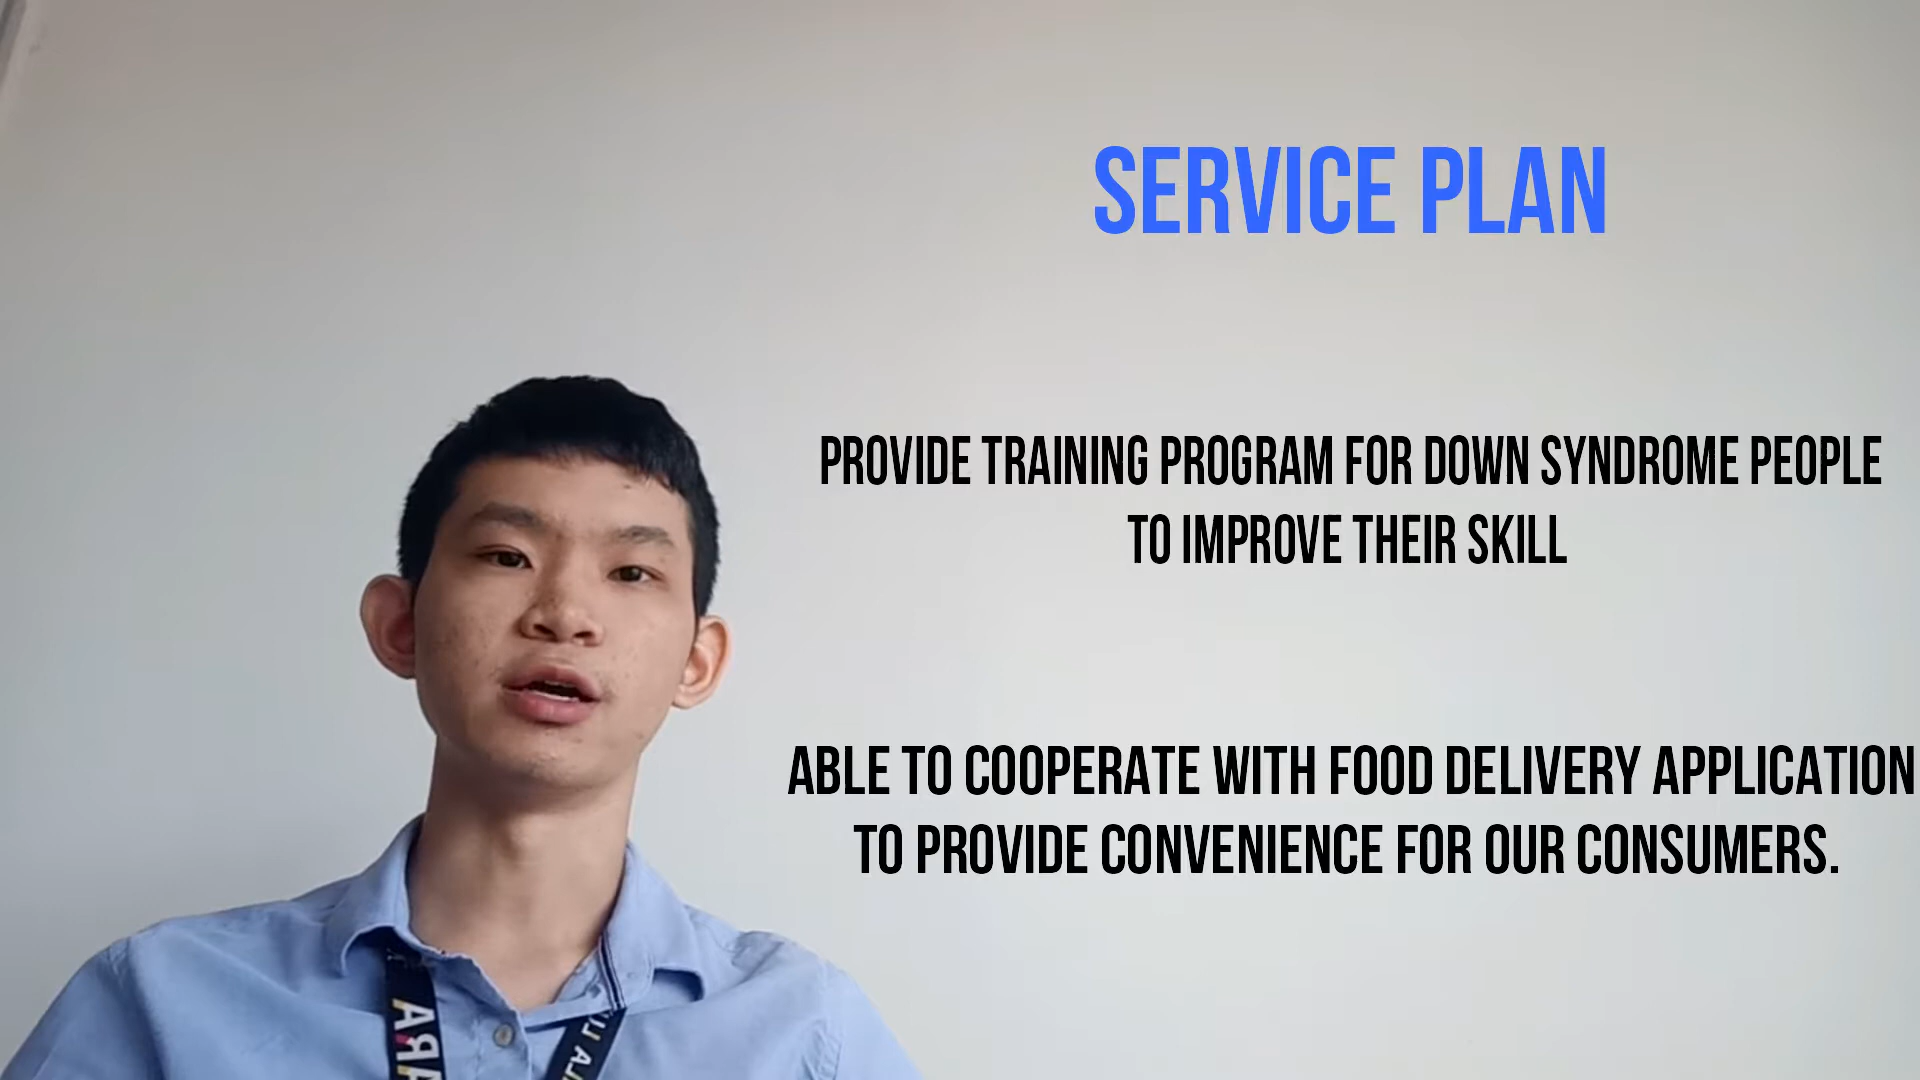 SERVICE PLAN
PROVIDE TRAINING PROGRAM FOR DOWN SYNDROME PEOPLE
TO IMPROVE THEIR SKILL
ABLE TO COOPERATE WITH FOOD DELIVERY APPLICATION
TO PROVIDE CONVENIENCE FOR OUR CONSUMERS.